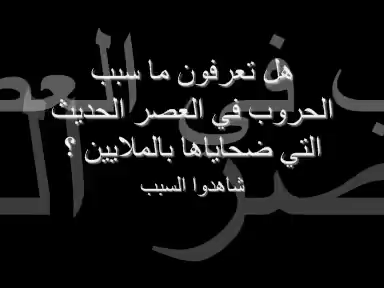 هل تعرفون ما سبب
الحروب في العصر الحديث
التي ضحاياها بالملايين ؟
شاهدوا السبب